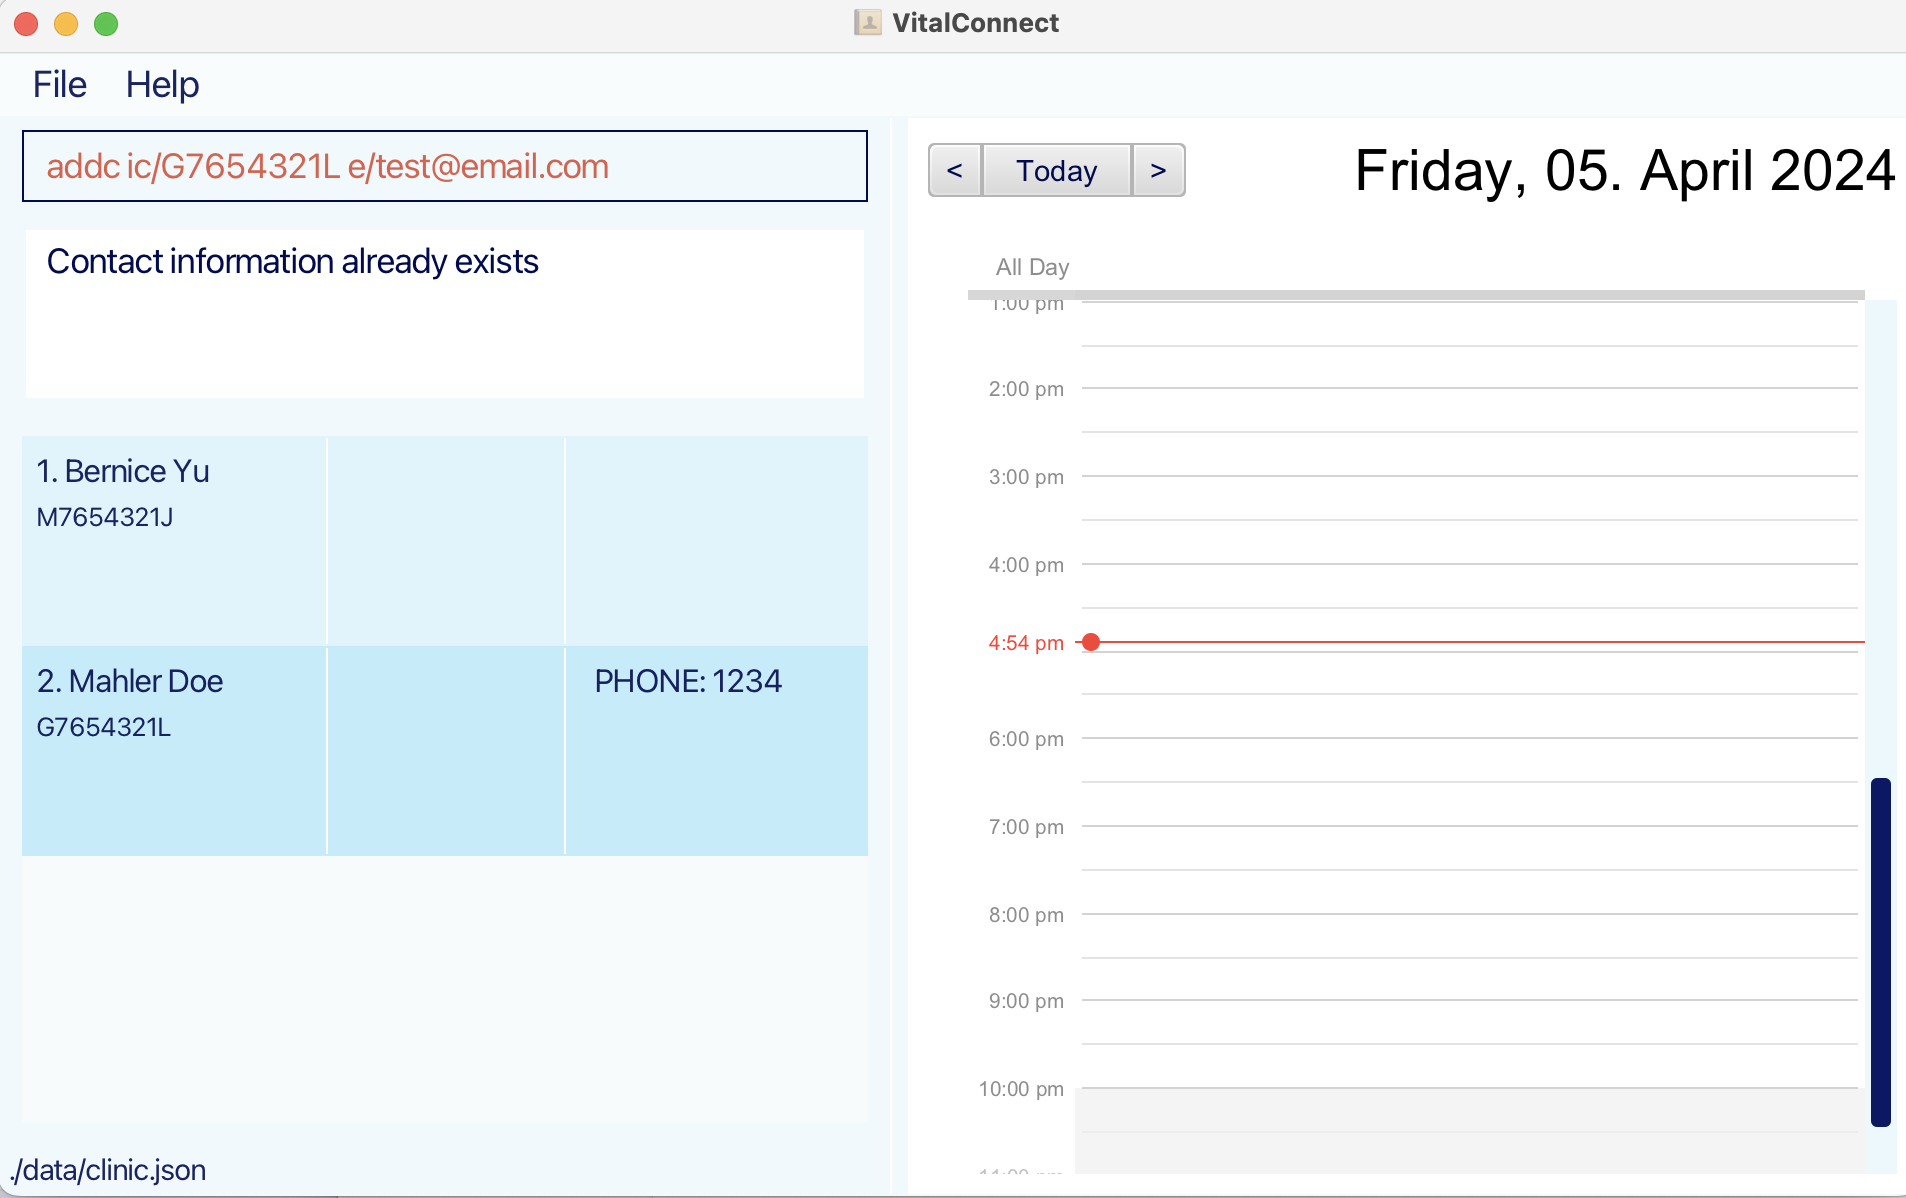 VitalConnect
File Help
addc ic/G7654321L e/test@email.com
Contact information already exists
1. Bernice Yu
M7654321J
2. Mahler Doe
G7654321L
PHONE: 1234
./data/clinic.json
< Today >
Friday, 05. April 2024
All Day
1:00 pm
2:00 pm
3:00 pm
4:00 pm
4:54 pm
6:00 pm
7:00 pm
8:00 pm
9:00 pm
10:00 pm
11:00 pm